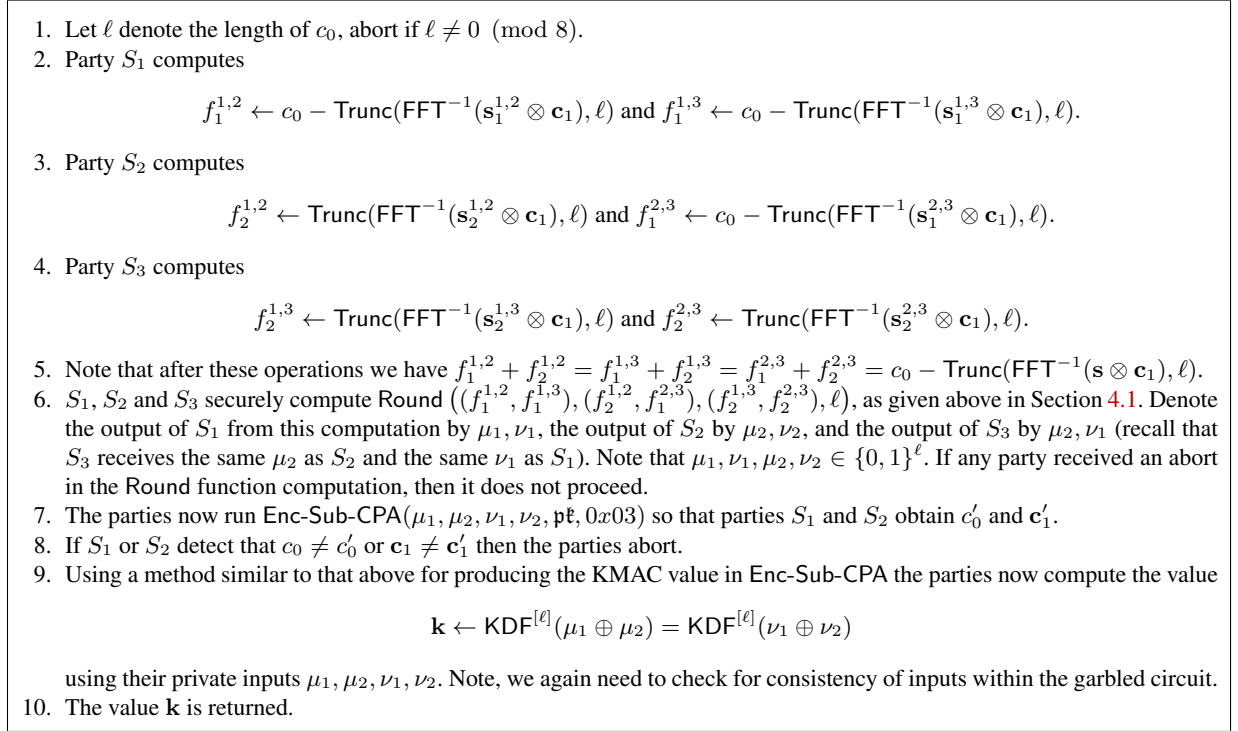 1. Let ℓ denote the length of c₀, abort if ℓ ≠ 0 (mod 8).
2. Party S₁ computes
f₁^{1,2} ← c₀ − Trunc(FFT⁻¹(𝐬₁^{1,2} ⊗ 𝐜₁), ℓ) and f₁^{1,3} ← c₀ − Trunc(FFT⁻¹(𝐬₁^{1,3} ⊗ 𝐜₁), ℓ).
3. Party S₂ computes
f₂^{1,2} ← Trunc(FFT⁻¹(𝐬₂^{1,2} ⊗ 𝐜₁), ℓ) and f₁^{2,3} ← c₀ − Trunc(FFT⁻¹(𝐬₁^{2,3} ⊗ 𝐜₁), ℓ).
4. Party S₃ computes
f₂^{1,3} ← Trunc(FFT⁻¹(𝐬₂^{1,3} ⊗ 𝐜₁), ℓ) and f₂^{2,3} ← Trunc(FFT⁻¹(𝐬₂^{2,3} ⊗ 𝐜₁), ℓ).
5. Note that after these operations we have f₁^{1,2} + f₂^{1,2} = f₁^{1,3} + f₂^{1,3} = f₁^{2,3} + f₂^{2,3} = c₀ − Trunc(FFT⁻¹(𝐬 ⊗ 𝐜₁), ℓ).
6. S₁, S₂ and S₃ securely compute Round ((f₁^{1,2}, f₁^{1,3}), (f₂^{1,2}, f₁^{2,3}), (f₂^{1,3}, f₂^{2,3}), ℓ), as given above in Section 4.1. Denote
the output of S₁ from this computation by μ₁, ν₁, the output of S₂ by μ₂, ν₂, and the output of S₃ by μ₂, ν₁ (recall that
S₃ receives the same μ₂ as S₂ and the same ν₁ as S₁). Note that μ₁, ν₁, μ₂, ν₂ ∈ {0, 1}^ℓ. If any party received an abort
in the Round function computation, then it does not proceed.
7. The parties now run Enc-Sub-CPA(μ₁, μ₂, ν₁, ν₂, 𝔭𝔨, 0x03) so that parties S₁ and S₂ obtain c′₀ and 𝐜′₁.
8. If S₁ or S₂ detect that c₀ ≠ c′₀ or 𝐜₁ ≠ 𝐜′₁ then the parties abort.
9. Using a method similar to that above for producing the KMAC value in Enc-Sub-CPA the parties now compute the value
𝐤 ← KDF^{[ℓ]}(μ₁ ⊕ μ₂) = KDF^{[ℓ]}(ν₁ ⊕ ν₂)
using their private inputs μ₁, μ₂, ν₁, ν₂. Note, we again need to check for consistency of inputs within the garbled circuit.
10. The value 𝐤 is returned.